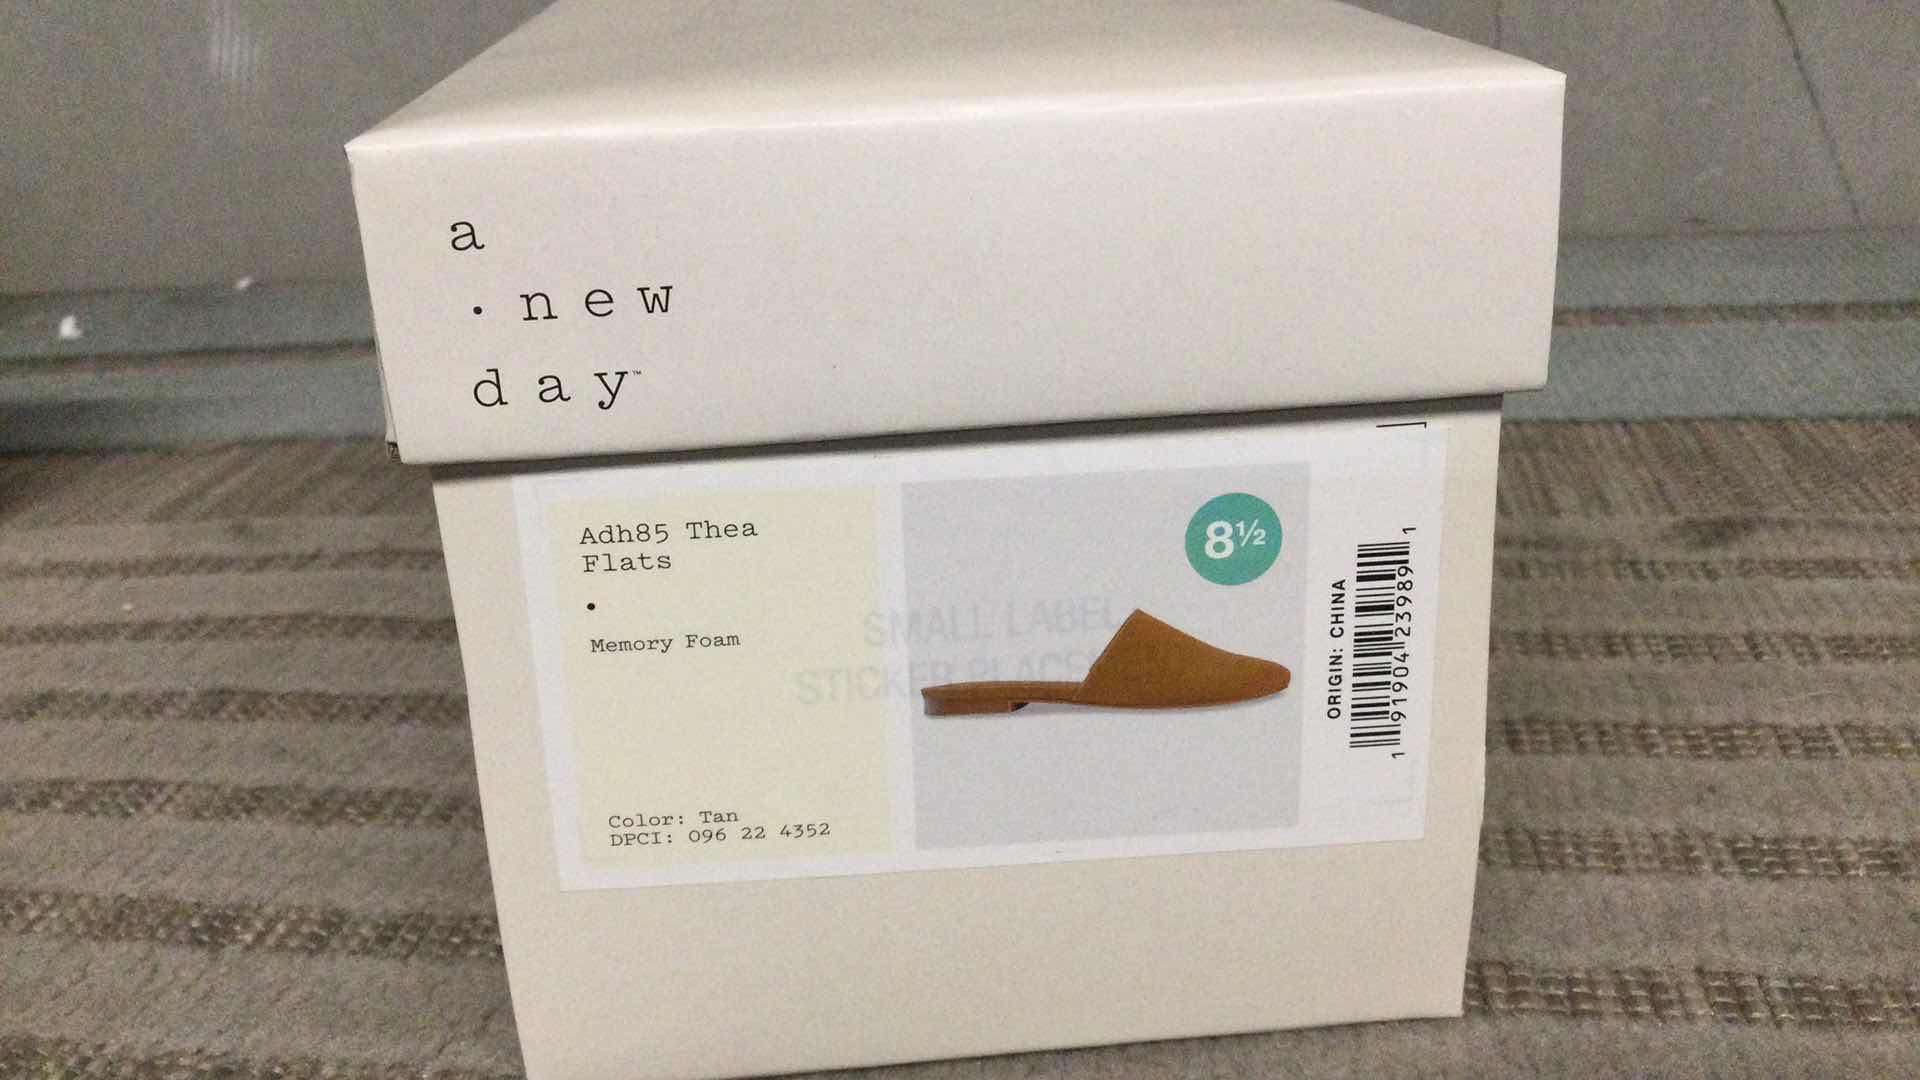 a
· new
day™
Adh85 Thea
Flats
•
Memory Foam
Color: Tan
DPCI: 096 22 4352
SMALL LABEL
STICKER
8½
ORIGIN: CHINA
1 91904 23989 1